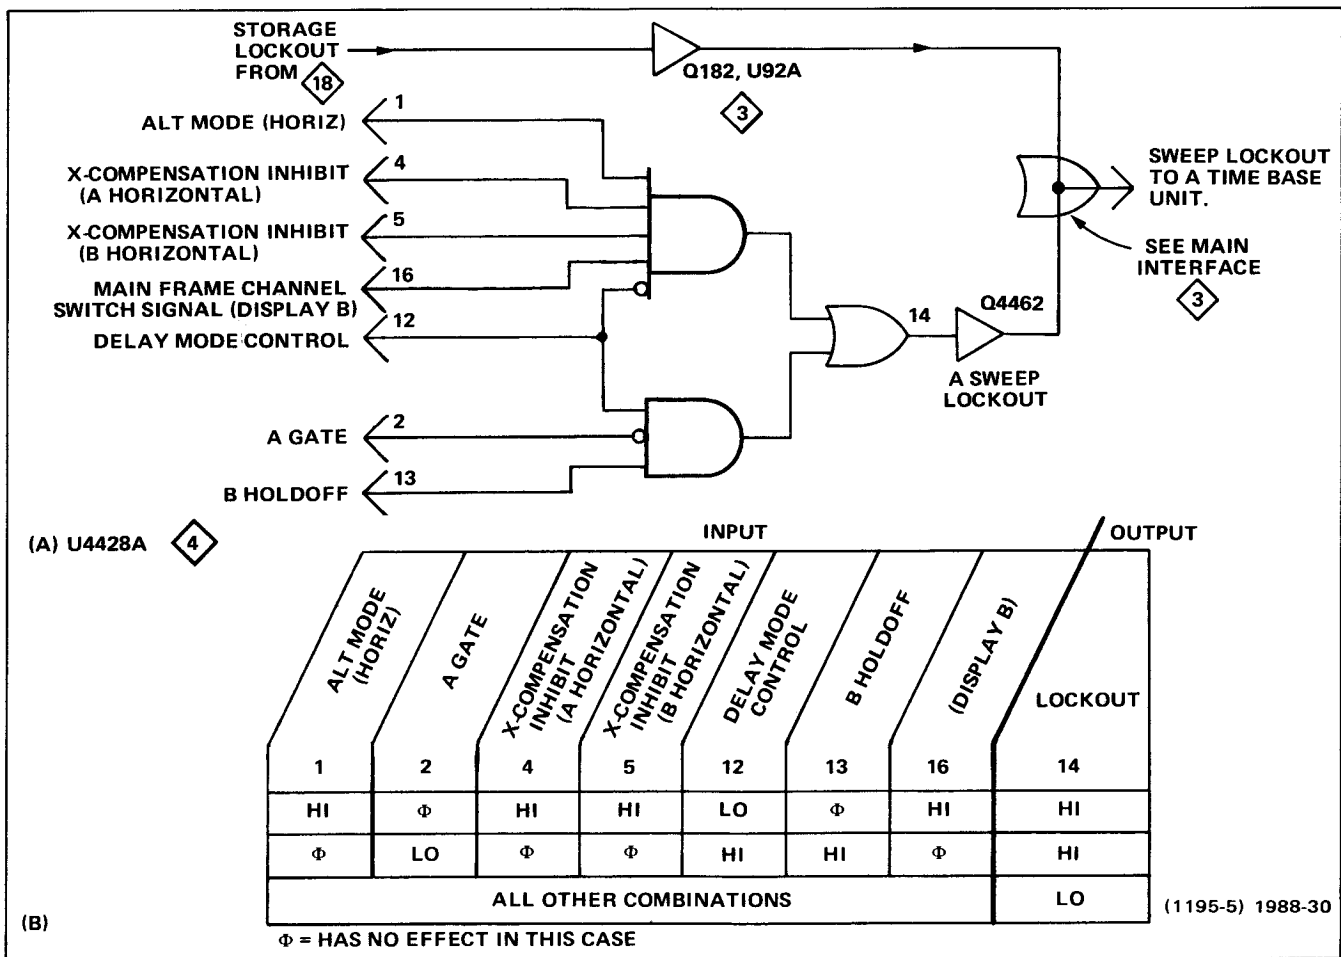 STORAGE
LOCKOUT
FROM 18
Q182, U92A
3
1
ALT MODE (HORIZ)
4
X-COMPENSATION INHIBIT
(A HORIZONTAL)
5
X-COMPENSATION INHIBIT
(B HORIZONTAL)
16
MAIN FRAME CHANNEL
SWITCH SIGNAL (DISPLAY B)
12
DELAY MODE CONTROL
2
A GATE
13
B HOLDOFF
14
Q4462
A SWEEP
LOCKOUT
SWEEP LOCKOUT
TO A TIME BASE
UNIT.
SEE MAIN
INTERFACE
3
(A) U4428A 4
INPUT OUTPUT
ALT MODE
(HORIZ)
A GATE
X-COMPENSATION
INHIBIT
(A HORIZONTAL)
X-COMPENSATION
INHIBIT
(B HORIZONTAL)
DELAY MODE
CONTROL
B HOLDOFF
(DISPLAY B)
LOCKOUT
1 2 4 5 12 13 16 14
HI Φ HI HI LO Φ HI HI
Φ LO Φ Φ HI HI Φ HI
ALL OTHER COMBINATIONS LO
(B)
(1195-5) 1988-30
Φ = HAS NO EFFECT IN THIS CASE